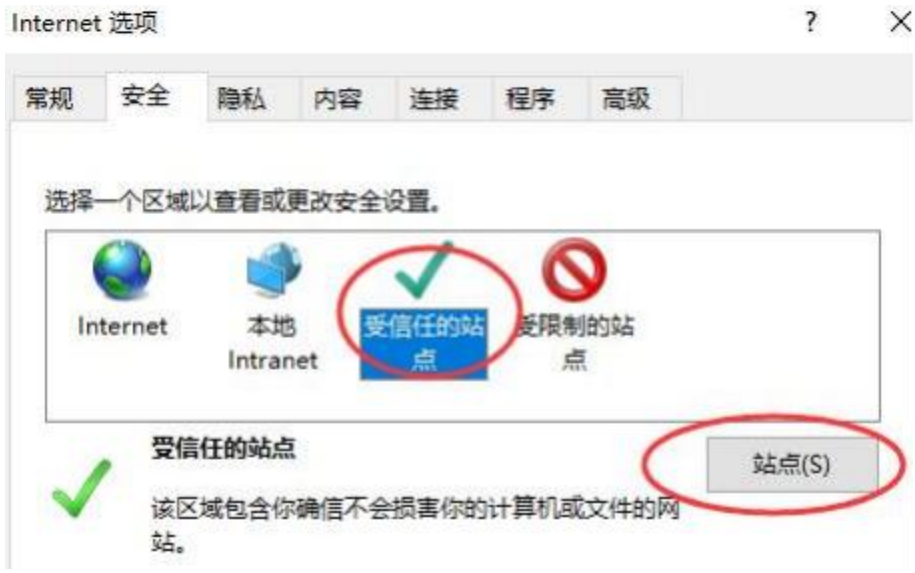 Internet 选项 ?
常规 安全 隐私 内容 连接 程序 高级
选择一个区域以查看或更改安全设置。
Internet
本地
Intranet
受信任的站
点
受限制的站
点
受信任的站点
站点(S)
该区域包含你确信不会损害你的计算机或文件的网
站。